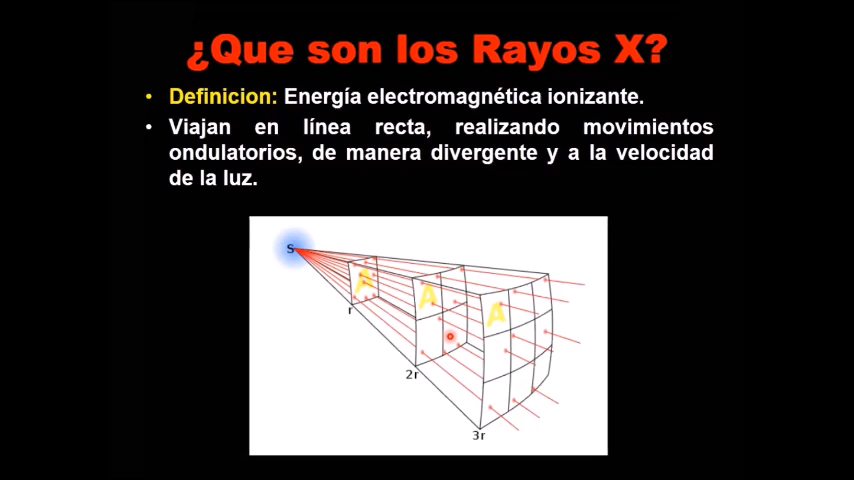 ¿Que son los Rayos X?
• Definicion: Energía electromagnética ionizante.
• Viajan en línea recta, realizando movimientos
ondulatorios, de manera divergente y a la velocidad
de la luz.
S
A
A
A
r
2r
3r